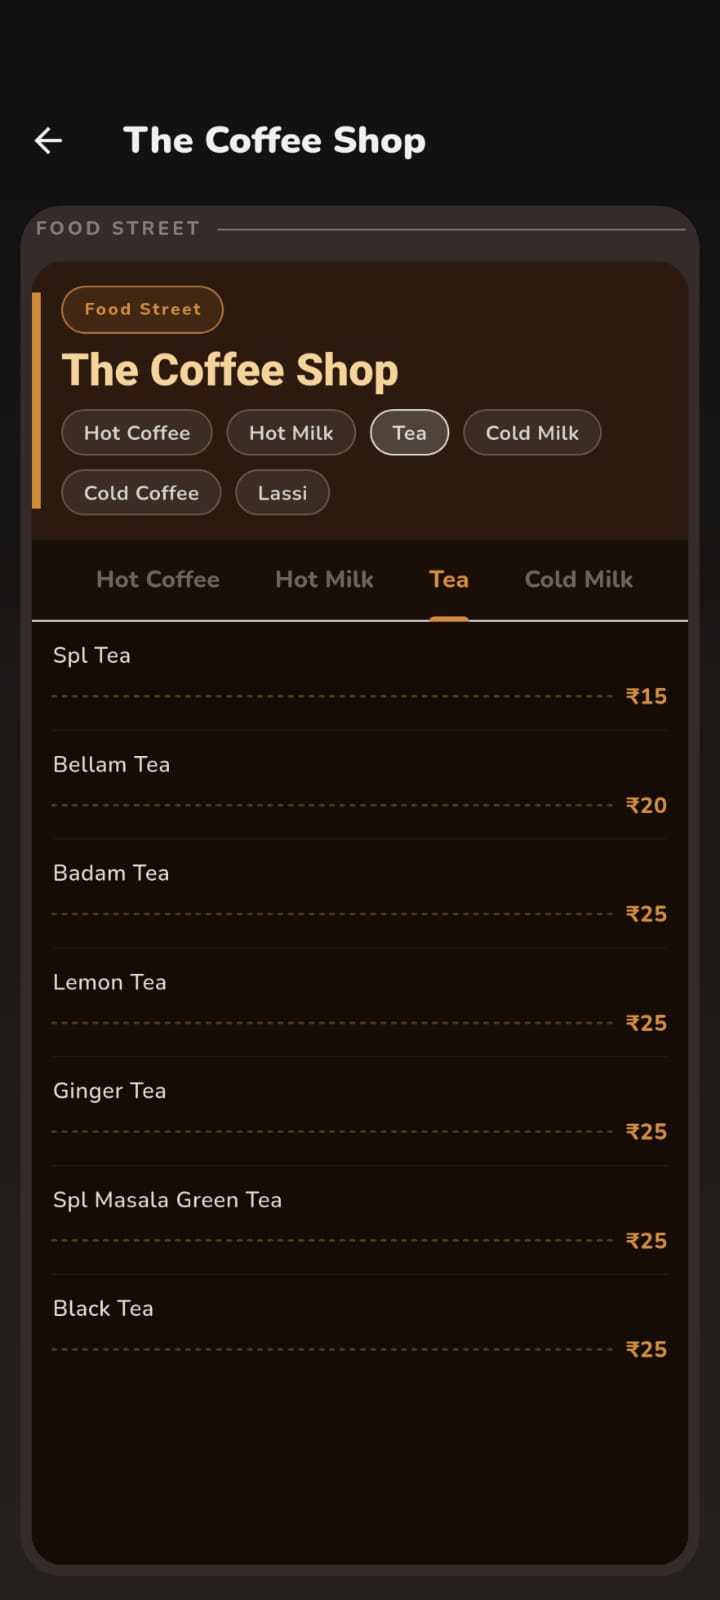 The Coffee Shop
FOOD STREET
Food Street
The Coffee Shop
Hot Coffee Hot Milk Tea Cold Milk
Cold Coffee Lassi
Hot Coffee Hot Milk Tea Cold Milk
Spl Tea
₹15
Bellam Tea
₹20
Badam Tea
₹25
Lemon Tea
₹25
Ginger Tea
₹25
Spl Masala Green Tea
₹25
Black Tea
₹25